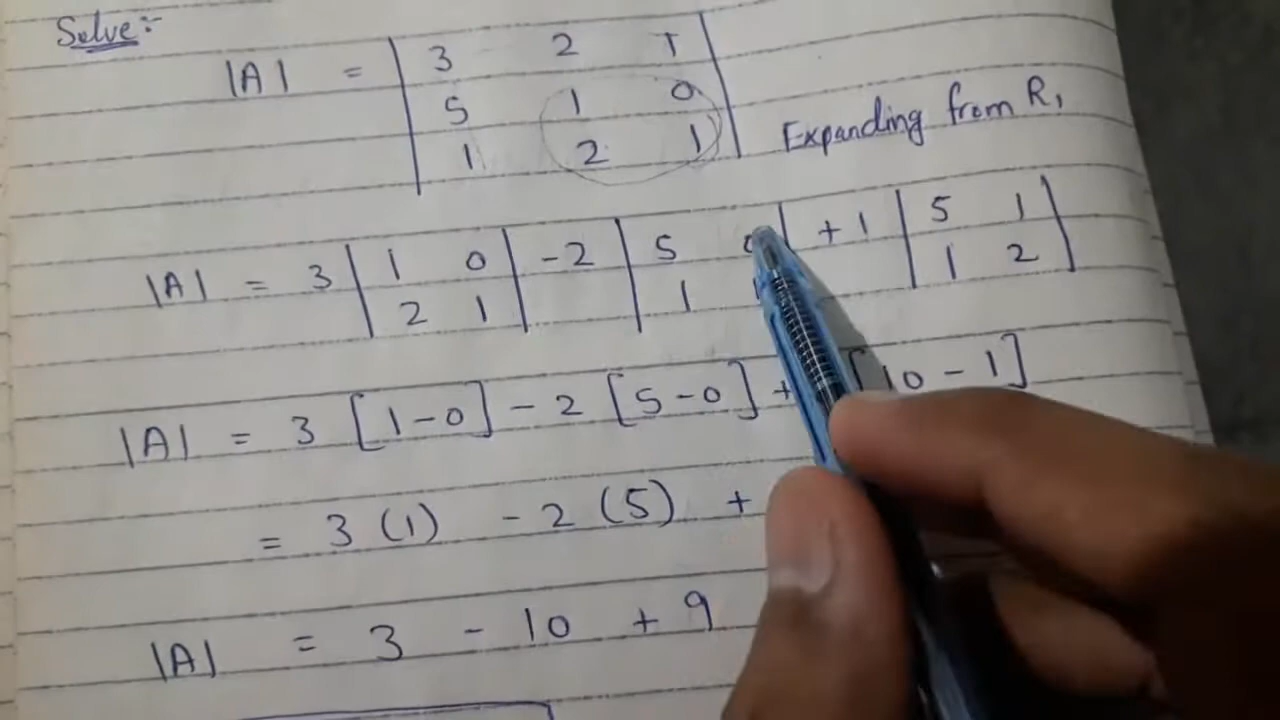 Solve:-
|A| = | 3 2 1 |
| 5 1 0 |
| 1 2 1 |
Expanding from R1
|A| = 3 | 1 0 | -2 | 5 0 | + 1 | 5 1 |
| 2 1 | | 1 1 | | 1 2 |
|A| = 3 [1-0] - 2 [5-0] + [10 - 1]
= 3 (1) - 2 (5) +
|A| = 3 - 10 + 9